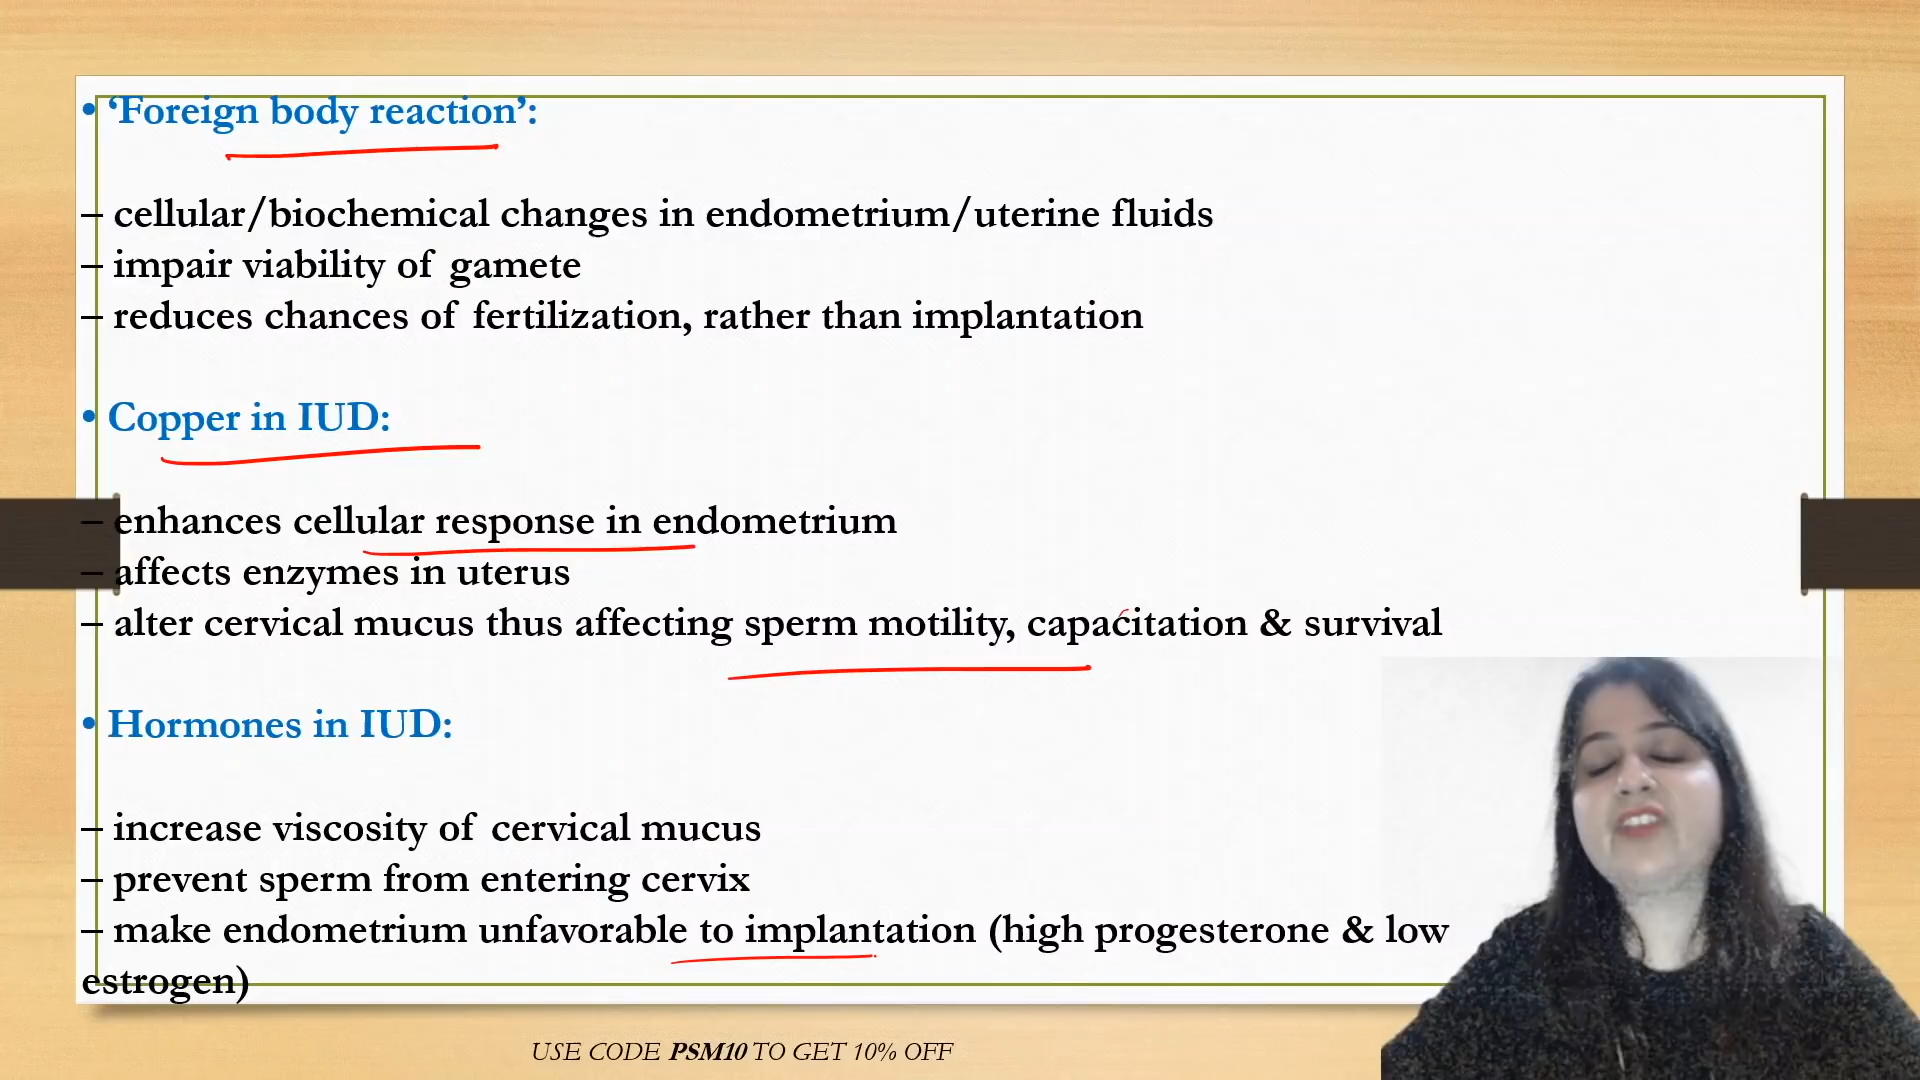 • ‘Foreign body reaction’:
– cellular/biochemical changes in endometrium/uterine fluids
– impair viability of gamete
– reduces chances of fertilization, rather than implantation
• Copper in IUD:
– enhances cellular response in endometrium
– affects enzymes in uterus
– alter cervical mucus thus affecting sperm motility, capacitation & survival
• Hormones in IUD:
– increase viscosity of cervical mucus
– prevent sperm from entering cervix
– make endometrium unfavorable to implantation (high progesterone & low
estrogen)
USE CODE PSM10 TO GET 10% OFF